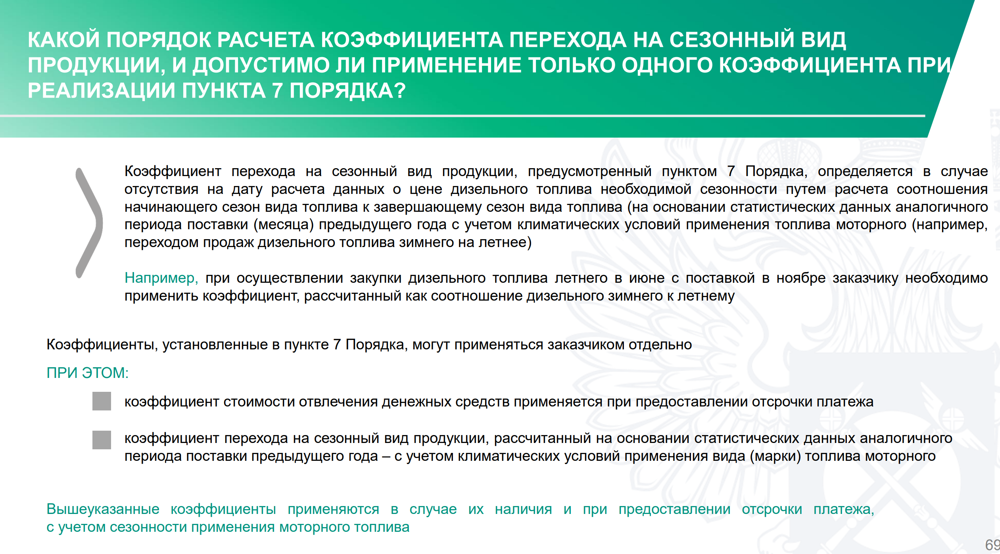 КАКОЙ ПОРЯДОК РАСЧЕТА КОЭФФИЦИЕНТА ПЕРЕХОДА НА СЕЗОННЫЙ ВИД
ПРОДУКЦИИ, И ДОПУСТИМО ЛИ ПРИМЕНЕНИЕ ТОЛЬКО ОДНОГО КОЭФФИЦИЕНТА ПРИ
РЕАЛИЗАЦИИ ПУНКТА 7 ПОРЯДКА?
Коэффициент перехода на сезонный вид продукции, предусмотренный пунктом 7 Порядка, определяется в случае
отсутствия на дату расчета данных о цене дизельного топлива необходимой сезонности путем расчета соотношения
начинающего сезон вида топлива к завершающему сезон вида топлива (на основании статистических данных аналогичного
периода поставки (месяца) предыдущего года с учетом климатических условий применения топлива моторного (например,
переходом продаж дизельного топлива зимнего на летнее)
Например, при осуществлении закупки дизельного топлива летнего в июне с поставкой в ноябре заказчику необходимо
применить коэффициент, рассчитанный как соотношение дизельного зимнего к летнему
Коэффициенты, установленные в пункте 7 Порядка, могут применяться заказчиком отдельно
ПРИ ЭТОМ:
коэффициент стоимости отвлечения денежных средств применяется при предоставлении отсрочки платежа
коэффициент перехода на сезонный вид продукции, рассчитанный на основании статистических данных аналогичного
периода поставки предыдущего года – с учетом климатических условий применения вида (марки) топлива моторного
Вышеуказанные коэффициенты применяются в случае их наличия и при предоставлении отсрочки платежа,
с учетом сезонности применения моторного топлива
69